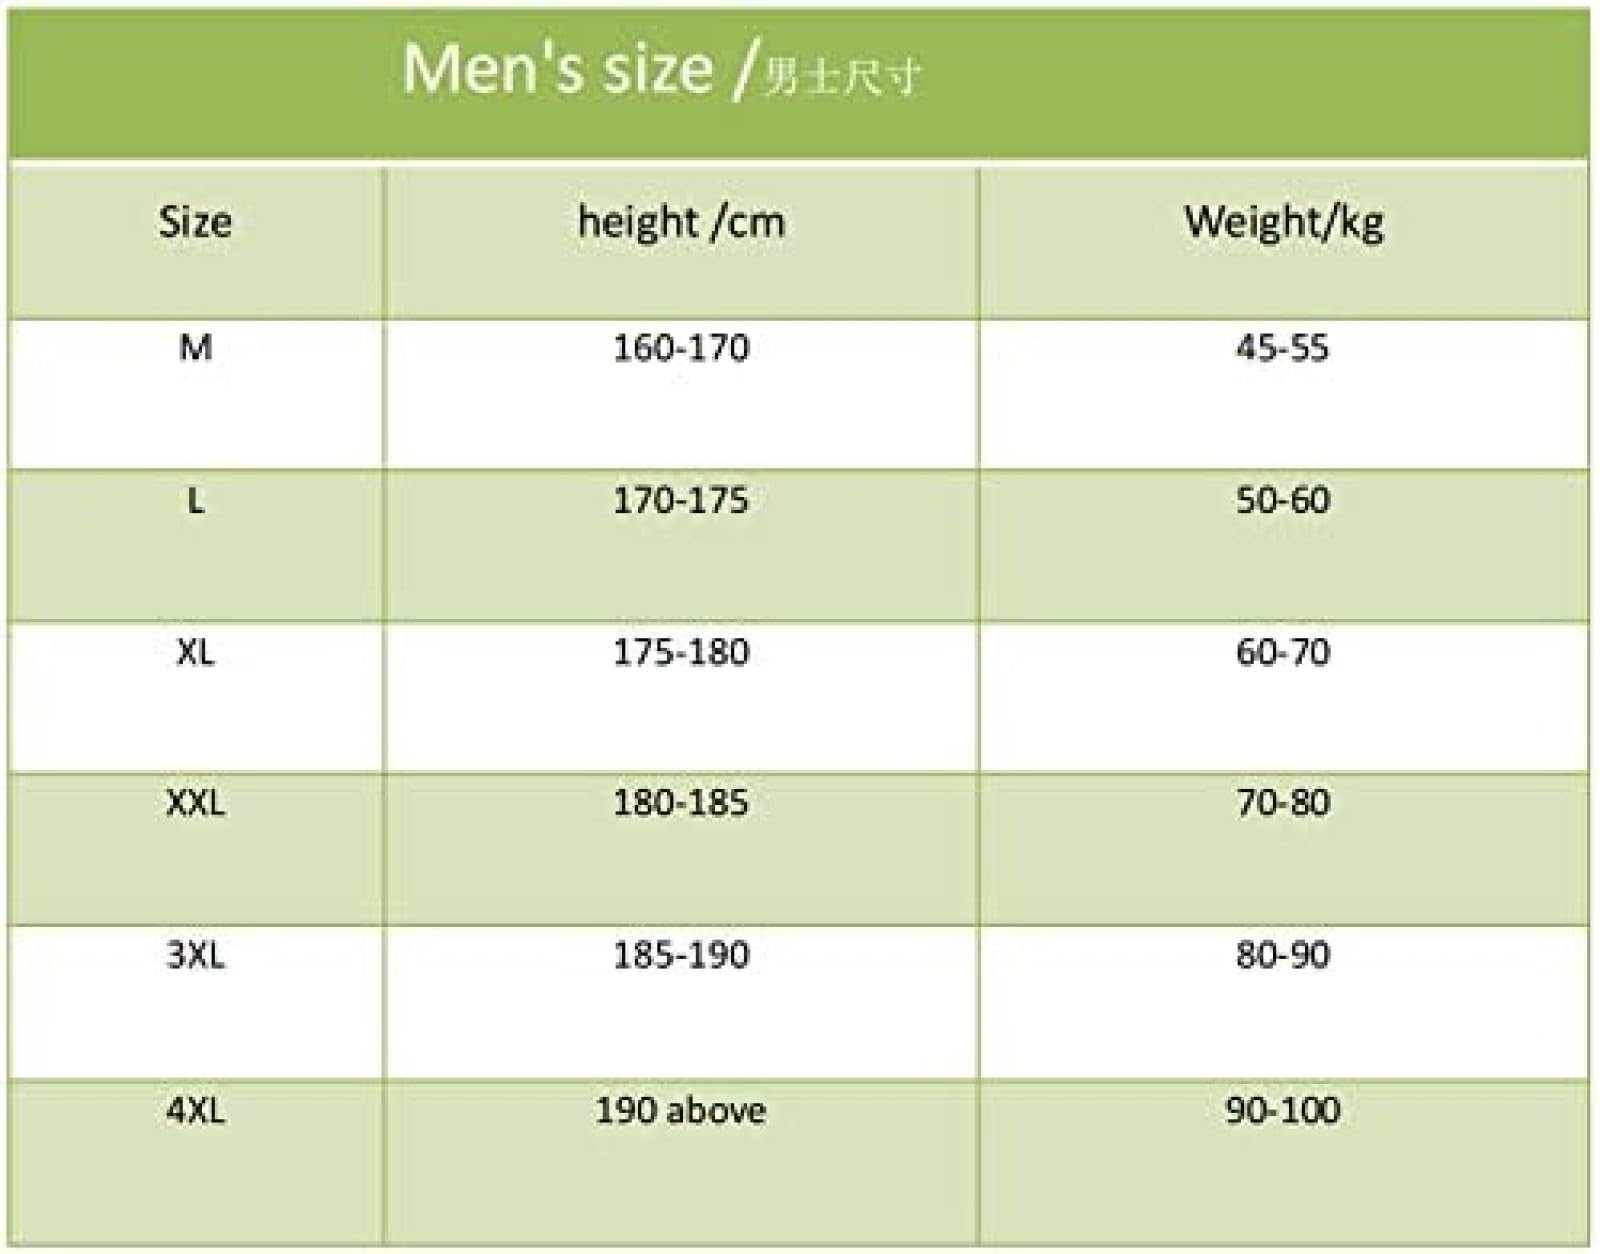 Men's size /男士尺寸
Size height /cm Weight/kg
M 160-170 45-55
L 170-175 50-60
XL 175-180 60-70
XXL 180-185 70-80
3XL 185-190 80-90
4XL 190 above 90-100